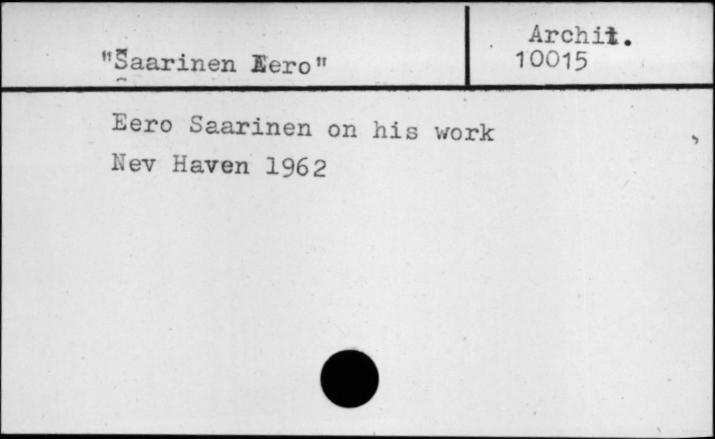 "Saarinen Eero"
Archit.
10015
Eero Saarinen on his work
Nev Haven 1962